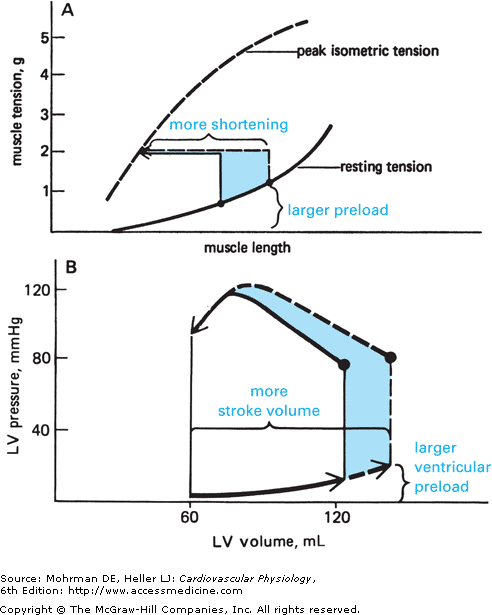 A
muscle tension, g
5
4
3
2
1
peak isometric tension
more shortening
resting tension
larger preload
muscle length
B
LV pressure, mmHg
120
80
40
more
stroke volume
larger
ventricular
preload
60
120
LV volume, mL
Source: Mohrman DE, Heller LJ: Cardiovascular Physiology,
6th Edition: http://www.accessmedicine.com
Copyright © The McGraw-Hill Companies, Inc. All rights reserved.